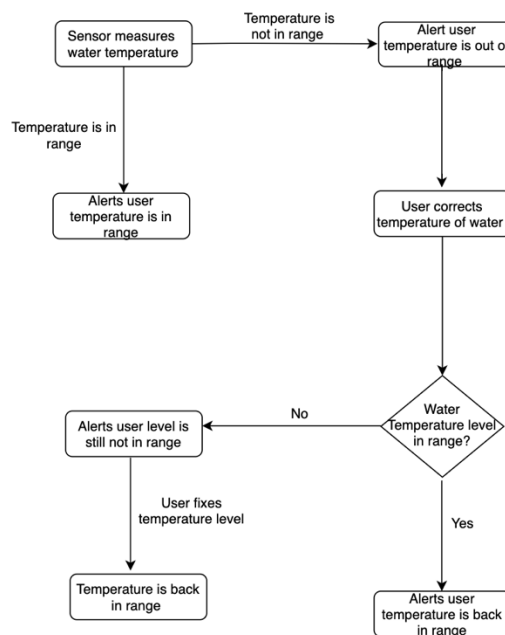 Temperature is
not in range
Sensor measures
water temperature
Alert user
temperature is out o
range
Temperature is in
range
Alerts user
temperature is in
range
User corrects
temperature of water
Water
Temperature level
in range?
No
Alerts user level is
still not in range
User fixes
temperature level
Yes
Temperature is back
in range
Alerts user
temperature is back
in range